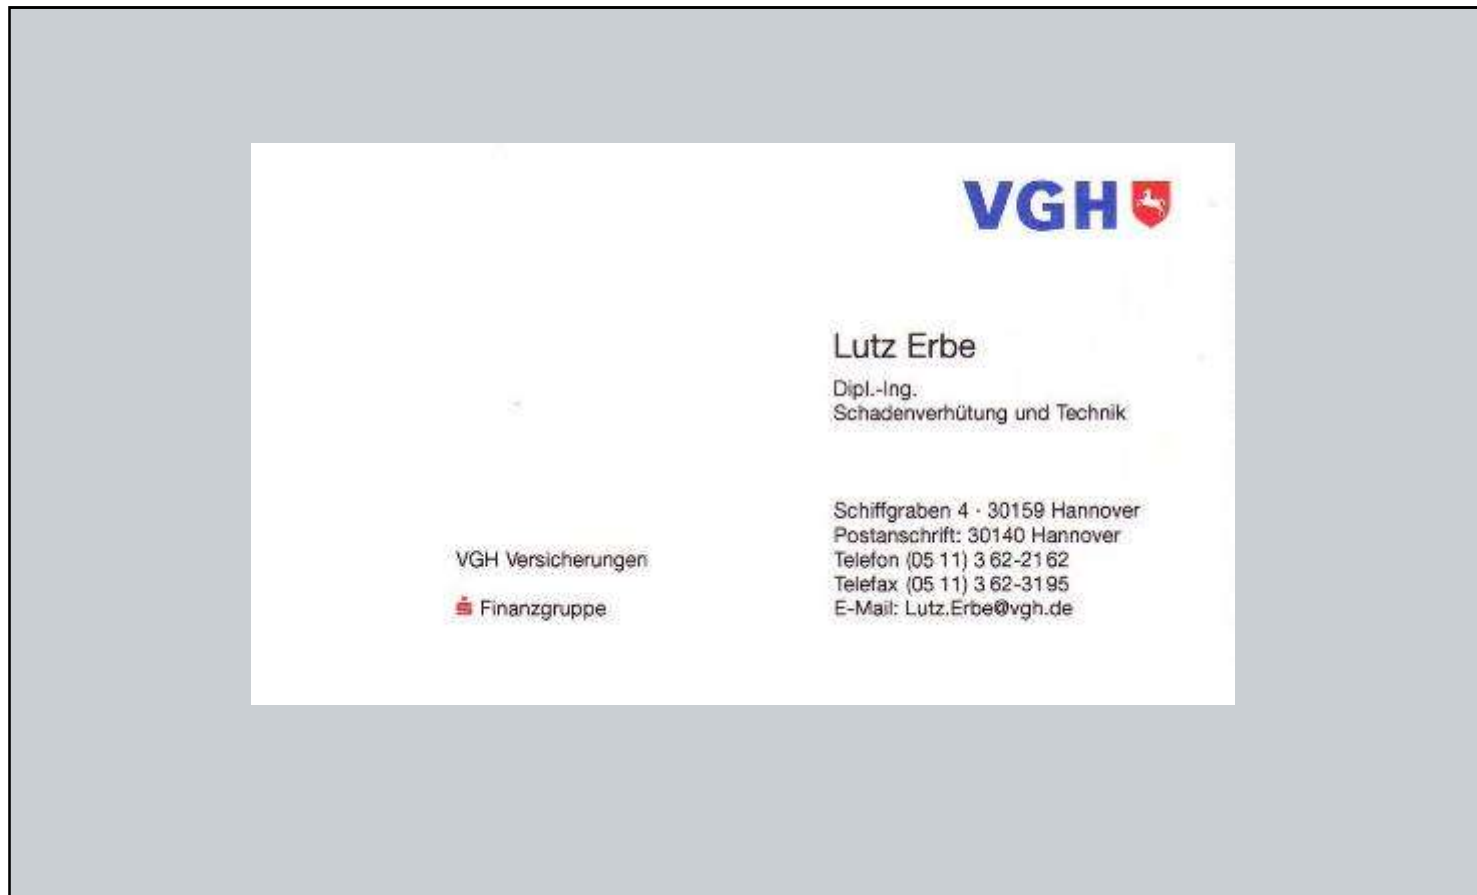 VGH
Lutz Erbe
Dipl.-Ing.
Schadenverhütung und Technik
Schiffgraben 4 · 30159 Hannover
Postanschrift: 30140 Hannover
Telefon (05 11) 3 62-21 62
Telefax (05 11) 3 62-31 95
E-Mail: Lutz.Erbe@vgh.de
VGH Versicherungen
Finanzgruppe